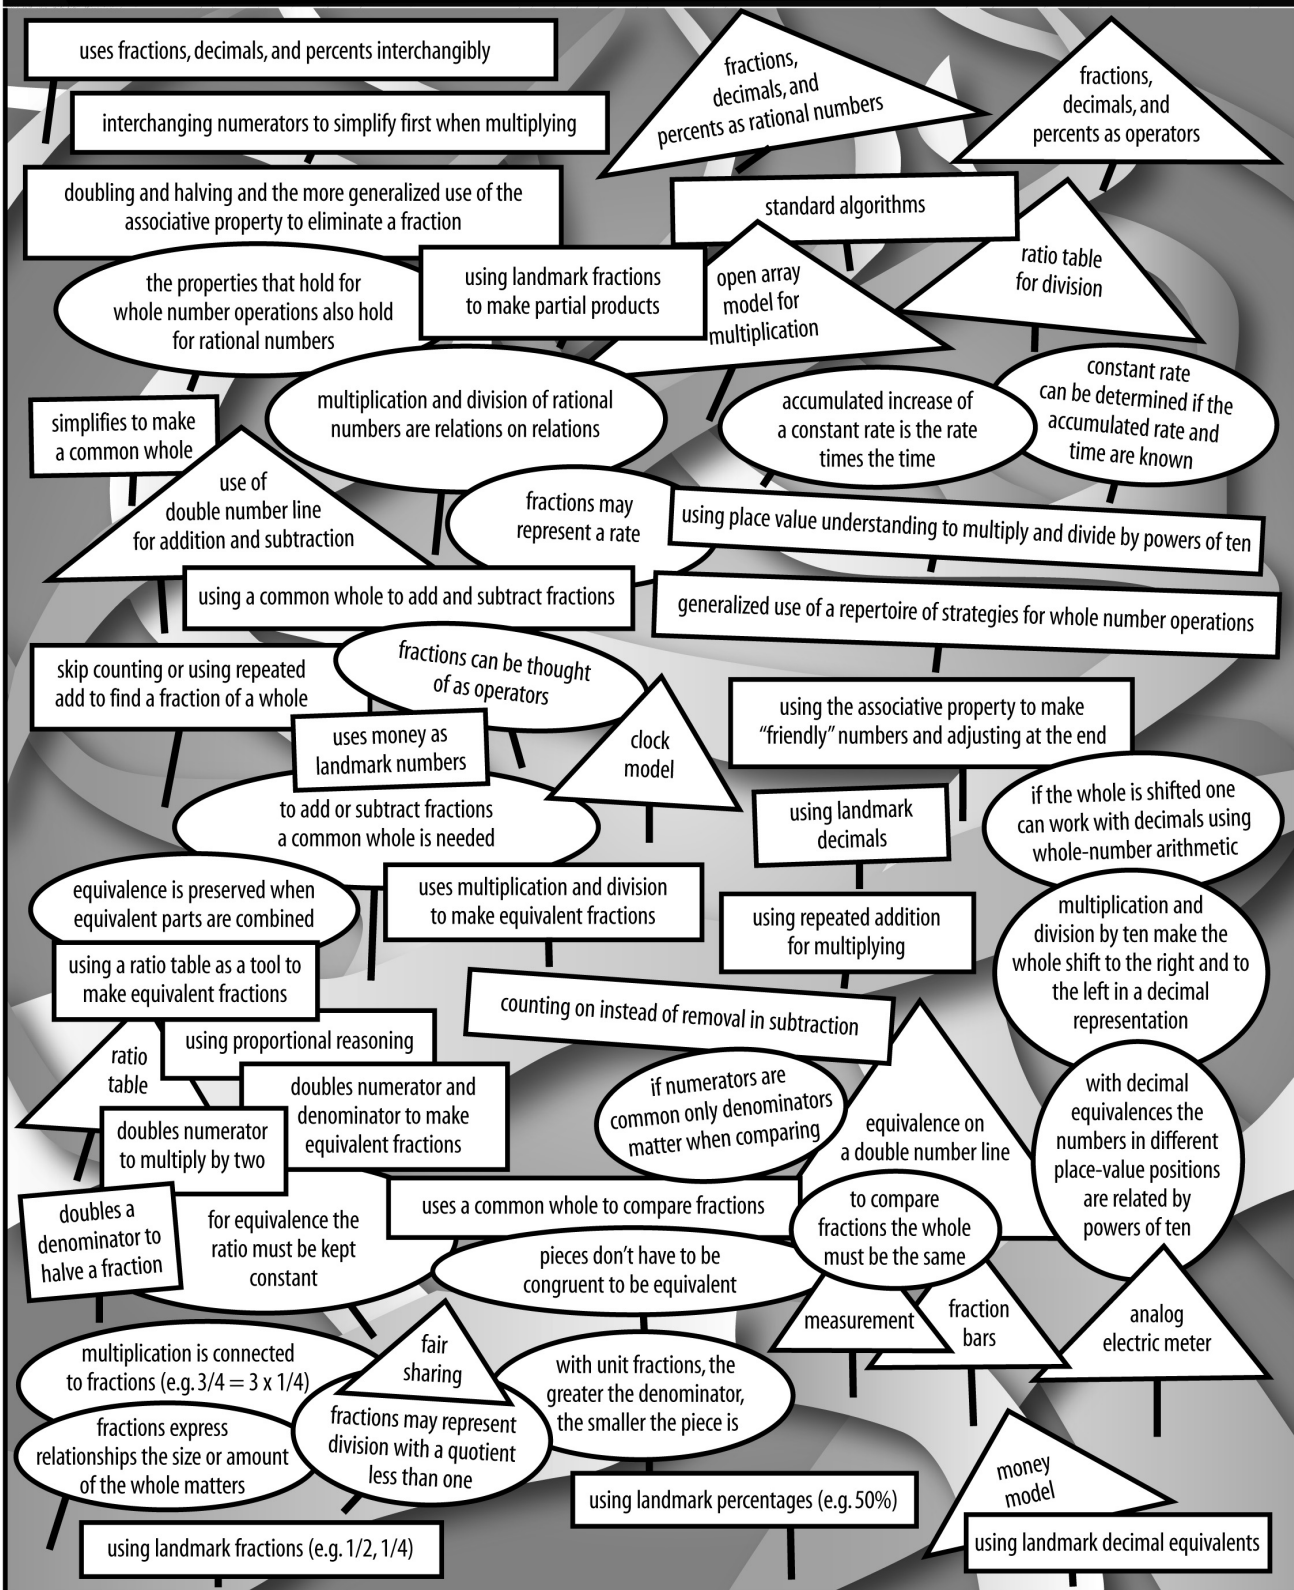 uses fractions, decimals, and percents interchangibly
interchanging numerators to simplify first when multiplying
fractions,
decimals, and
percents as rational numbers
fractions,
decimals, and
percents as operators
doubling and halving and the more generalized use of the
associative property to eliminate a fraction
standard algorithms
the properties that hold for
whole number operations also hold
for rational numbers
using landmark fractions
to make partial products
open array
model for
multiplication
ratio table
for division
simplifies to make
a common whole
multiplication and division of rational
numbers are relations on relations
accumulated increase of
a constant rate is the rate
times the time
constant rate
can be determined if the
accumulated rate and
time are known
use of
double number line
for addition and subtraction
fractions may
represent a rate
using place value understanding to multiply and divide by powers of ten
using a common whole to add and subtract fractions
generalized use of a repertoire of strategies for whole number operations
skip counting or using repeated
add to find a fraction of a whole
fractions can be thought
of as operators
uses money as
landmark numbers
clock
model
using the associative property to make
“friendly” numbers and adjusting at the end
to add or subtract fractions
a common whole is needed
using landmark
decimals
if the whole is shifted one
can work with decimals using
whole-number arithmetic
equivalence is preserved when
equivalent parts are combined
uses multiplication and division
to make equivalent fractions
using repeated addition
for multiplying
multiplication and
division by ten make the
whole shift to the right and to
the left in a decimal
representation
using a ratio table as a tool to
make equivalent fractions
counting on instead of removal in subtraction
ratio
table
using proportional reasoning
doubles numerator and
denominator to make
equivalent fractions
if numerators are
common only denominators
matter when comparing
equivalence on
a double number line
with decimal
equivalences the
numbers in different
place-value positions
are related by
powers of ten
doubles numerator
to multiply by two
doubles a
denominator to
halve a fraction
for equivalence the
ratio must be kept
constant
uses a common whole to compare fractions
to compare
fractions the whole
must be the same
pieces don't have to be
congruent to be equivalent
measurement
fraction
bars
analog
electric meter
multiplication is connected
to fractions (e.g. 3/4 = 3 x 1/4)
fair
sharing
with unit fractions, the
greater the denominator,
the smaller the piece is
fractions express
relationships the size or amount
of the whole matters
fractions may represent
division with a quotient
less than one
using landmark percentages (e.g. 50%)
money
model
using landmark fractions (e.g. 1/2, 1/4)
using landmark decimal equivalents